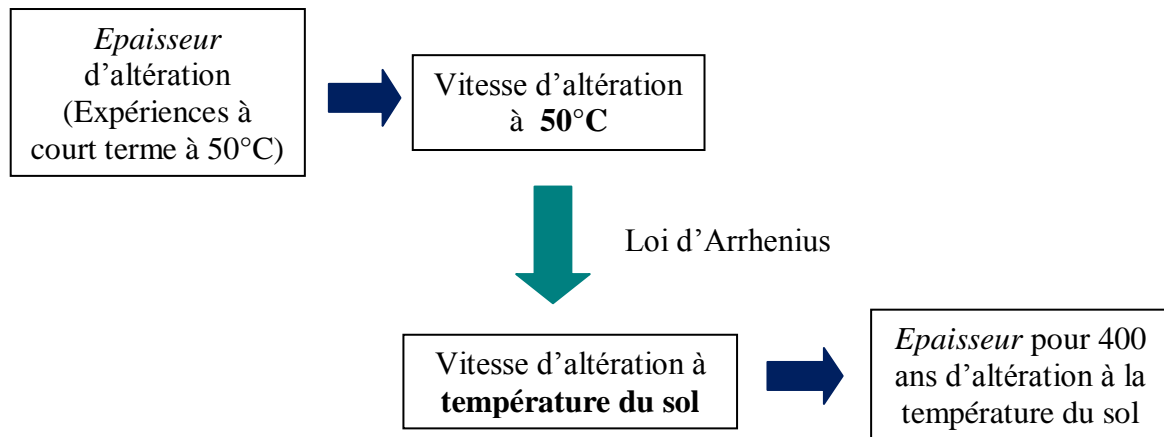 Epaisseur
d'altération
(Expériences à
court terme à 50°C)
Vitesse d'altération
à 50°C
Loi d'Arrhenius
Vitesse d'altération à
température du sol
Epaisseur pour 400
ans d'altération à la
température du sol